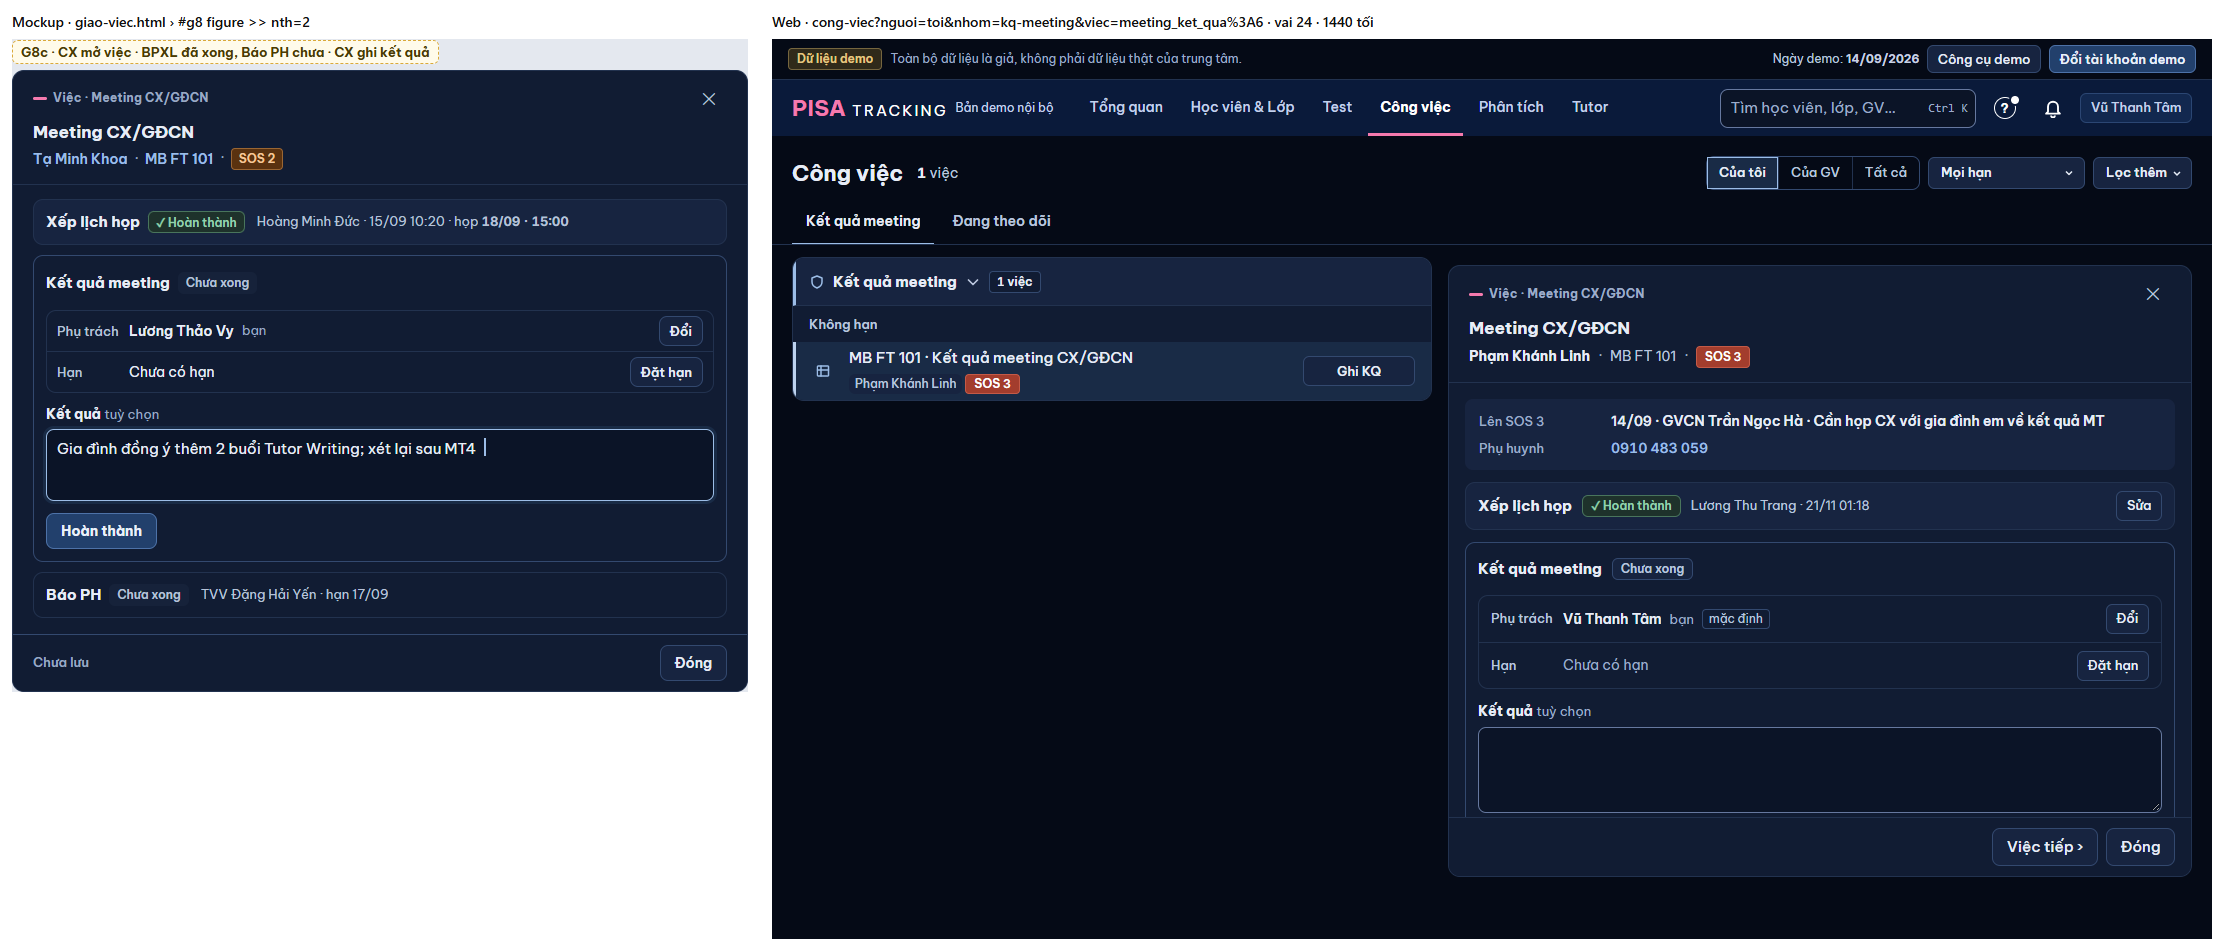 Mockup · giao-viec.html › #g8 figure >> nth=2
G8c · CX mở việc · BPXL đã xong, Báo PH chưa · CX ghi kết quả
Việc · Meeting CX/GĐCN
Meeting CX/GĐCN
Tạ Minh Khoa · MB FT 101 · SOS 2
Xếp lịch họp ✓ Hoàn thành Hoàng Minh Đức · 15/09 10:20 · họp 18/09 · 15:00
Kết quả meeting Chưa xong
Phụ trách Lương Thảo Vy bạn Đổi
Hạn Chưa có hạn Đặt hạn
Kết quả tuỳ chọn
Gia đình đồng ý thêm 2 buổi Tutor Writing; xét lại sau MT4
Hoàn thành
Báo PH Chưa xong TVV Đặng Hải Yến · hạn 17/09
Chưa lưu Đóng
Web · cong-viec?nguoi=toi&nhom=kq-meeting&viec=meeting_ket_qua%3A6 · vai 24 · 1440 tối
Dữ liệu demo Toàn bộ dữ liệu là giả, không phải dữ liệu thật của trung tâm. Ngày demo: 14/09/2026 Công cụ demo Đổi tài khoản demo
PISA TRACKING Bản demo nội bộ Tổng quan Học viên & Lớp Test Công việc Phân tích Tutor Tìm học viên, lớp, GV... Ctrl K ? Vũ Thanh Tâm
Công việc 1 việc Của tôi Của GV Tất cả Mọi hạn Lọc thêm
Kết quả meeting Đang theo dõi
Kết quả meeting 1 việc
Không hạn
MB FT 101 · Kết quả meeting CX/GĐCN
Phạm Khánh Linh SOS 3
Ghi KQ
Việc · Meeting CX/GĐCN
Meeting CX/GĐCN
Phạm Khánh Linh · MB FT 101 · SOS 3
Lên SOS 3 14/09 · GVCN Trần Ngọc Hà · Cần họp CX với gia đình em về kết quả MT
Phụ huynh 0910 483 059
Xếp lịch họp ✓ Hoàn thành Lương Thu Trang · 21/11 01:18 Sửa
Kết quả meeting Chưa xong
Phụ trách Vũ Thanh Tâm bạn mặc định Đổi
Hạn Chưa có hạn Đặt hạn
Kết quả tuỳ chọn
Việc tiếp › Đóng